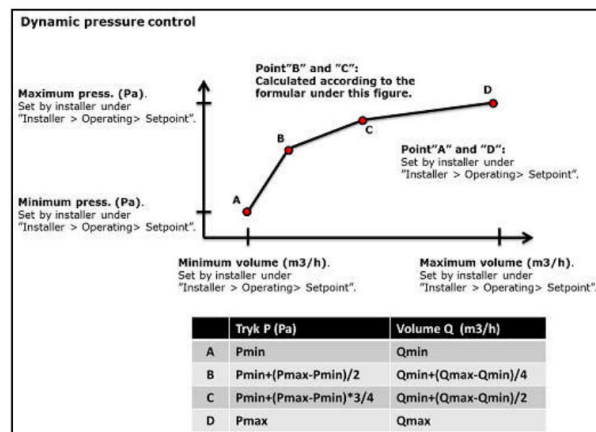 Dynamic pressure control
Point"B" and "C":
Calculated according to the
formular under this figure.
D
Maximum press. (Pa).
Set by installer under
"Installer > Operating> Setpoint".
B
C
Point"A" and "D":
Set by installer under
"Installer > Operating> Setpoint".
A
Minimum press. (Pa).
Set by installer under
"Installer > Operating> Setpoint".
Minimum volume (m3/h).
Set by installer under
"Installer > Operating> Setpoint".
Maximum volume (m3/h).
Set by installer under
"Installer > Operating> Setpoint".
Tryk P (Pa) Volume Q (m3/h)
A Pmin Qmin
B Pmin+(Pmax-Pmin)/2 Qmin+(Qmax-Qmin)/4
C Pmin+(Pmax-Pmin)*3/4 Qmin+(Qmax-Qmin)/2
D Pmax Qmax